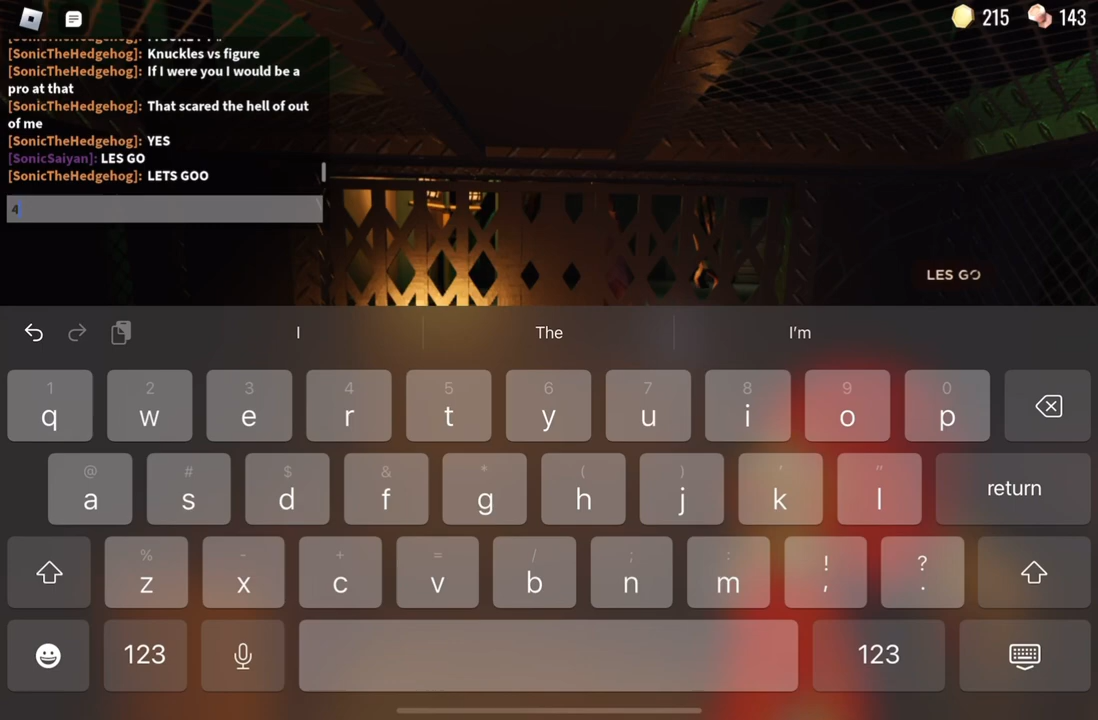 215 143
[SonicTheHedgehog]: Knuckles vs figure
[SonicTheHedgehog]: If I were you I would be a
pro at that
[SonicTheHedgehog]: That scared the hell of out
of me
[SonicTheHedgehog]: YES
[SonicSaiyan]: LES GO
[SonicTheHedgehog]: LETS GOO
4
LES GO
I The I'm
1 2 3 4 5 6 7 8 9 0
q w e r t y u i o p
@ # $ & * ( ) ' "
a s d f g h j k l return
% - + = / ; : ! ?
z x c v b n m , .
123 123